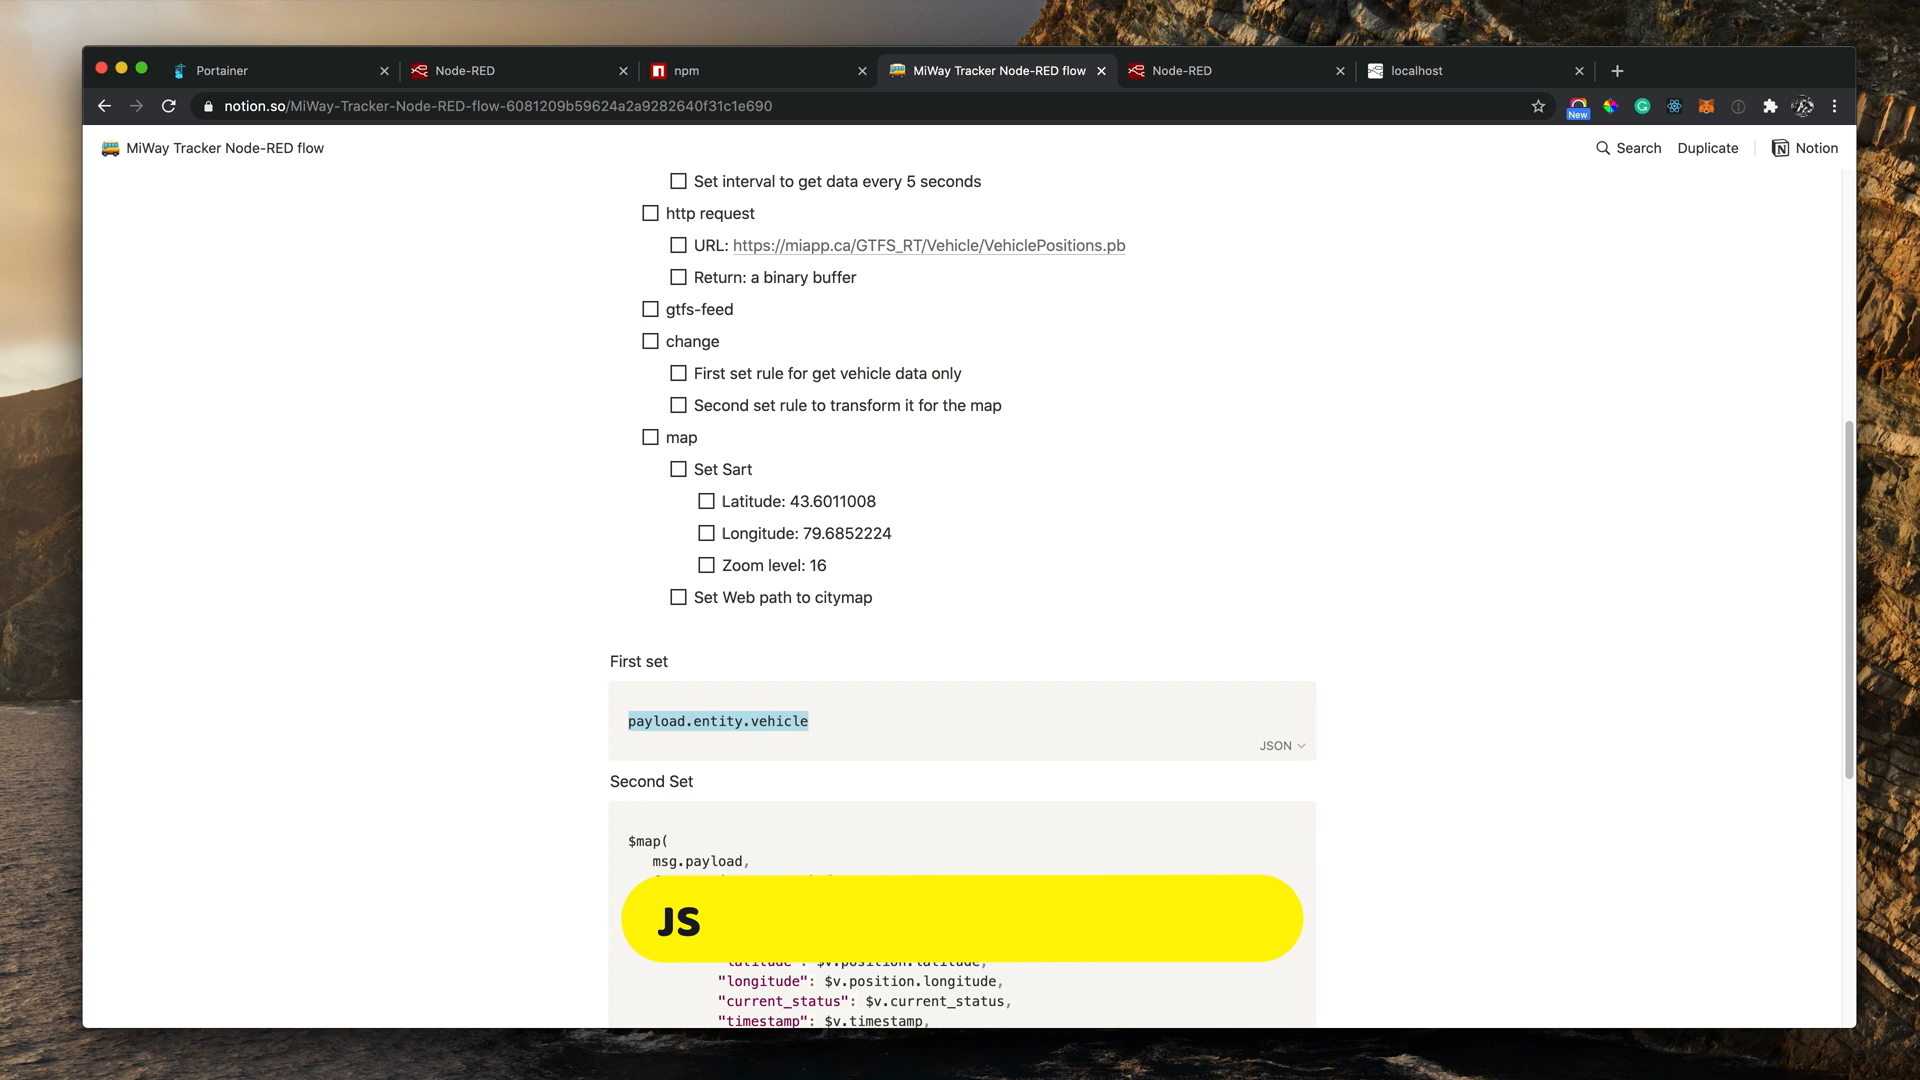 Portainer
Node-RED
npm
MiWay Tracker Node-RED flow
Node-RED
localhost
notion.so/MiWay-Tracker-Node-RED-flow-6081209b59624a2a9282640f31c1e690
New
MiWay Tracker Node-RED flow
Search
Duplicate
Notion
Set interval to get data every 5 seconds
http request
URL: https://miapp.ca/GTFS_RT/Vehicle/VehiclePositions.pb
Return: a binary buffer
gtfs-feed
change
First set rule for get vehicle data only
Second set rule to transform it for the map
map
Set Sart
Latitude: 43.6011008
Longitude: 79.6852224
Zoom level: 16
Set Web path to citymap
First set
payload.entity.vehicle
JSON
Second Set
$map(
msg.payload,
JS
"latitude": $v.position.latitude,
"longitude": $v.position.longitude,
"current_status": $v.current_status,
"timestamp": $v.timestamp,